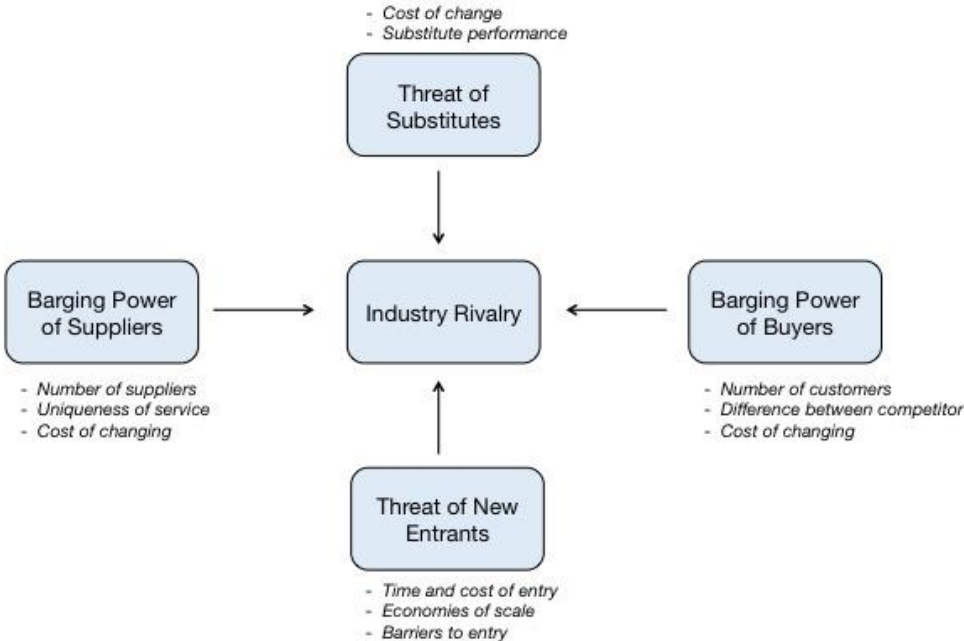 - Cost of change
- Substitute performance
Threat of
Substitutes
Barging Power
of Suppliers
- Number of suppliers
- Uniqueness of service
- Cost of changing
Industry Rivalry
Barging Power
of Buyers
- Number of customers
- Difference between competitor
- Cost of changing
Threat of New
Entrants
- Time and cost of entry
- Economies of scale
- Barriers to entry